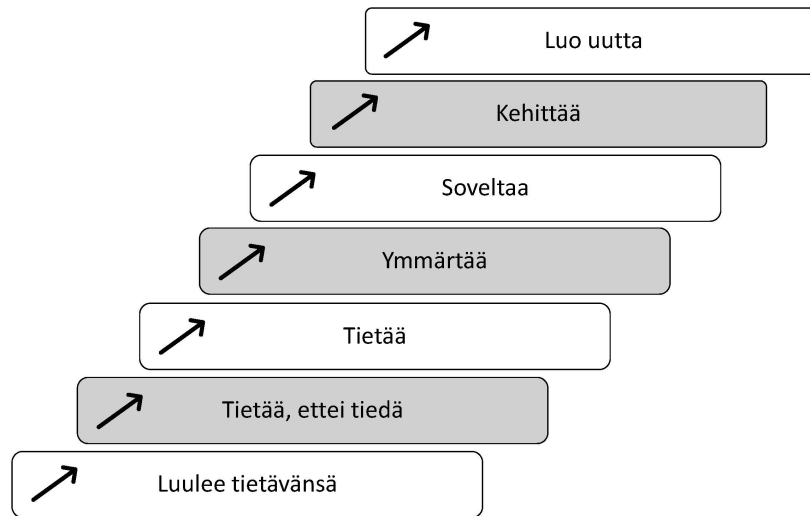 Luo uutta
Kehittää
Soveltaa
Ymmärtää
Tietää
Tietää, ettei tiedä
Luulee tietävänsä